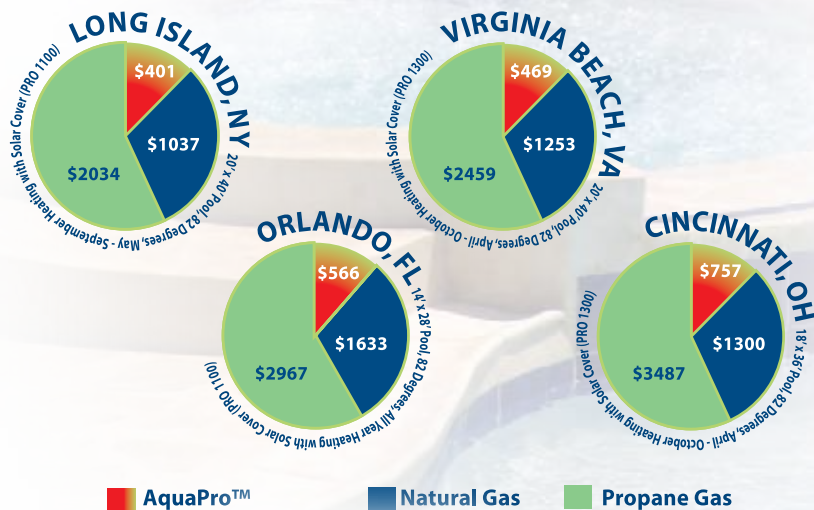 LONG ISLAND, NY
20' x 40' Pool, 82 Degrees, May - September Heating with Solar Cover (PRO 1100)
$401
$1037
$2034
VIRGINIA BEACH, VA
20' x 40' Pool, 82 Degrees, April - October Heating with Solar Cover (PRO 1300)
$469
$1253
$2459
ORLANDO, FL
14' x 28' Pool, 82 Degrees, All Year Heating with Solar Cover (PRO 1100)
$566
$1633
$2967
CINCINNATI, OH
18' x 36' Pool, 82 Degrees, April - October Heating with Solar Cover (PRO 1300)
$757
$1300
$3487
AquaPro™ Natural Gas Propane Gas